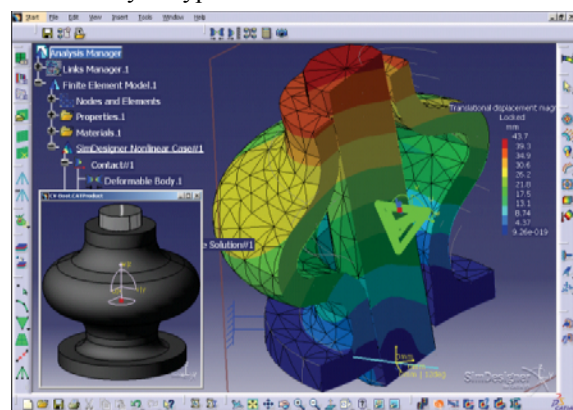 Start File Edit View Insert Tools Window Help
Analysis Manager
Links Manager.1
Finite Element Model.1
Nodes and Elements
Properties.1
Materials.1
SimDesigner Nonlinear Case#1
Contact#1
Deformable Body.1
e Solution#1
Translational displacement mag
Locked
mm
43.7
39.3
34.9
30.6
25.2
21.8
17.5
13.1
8.74
4.37
9.26e-019
SimDesigner